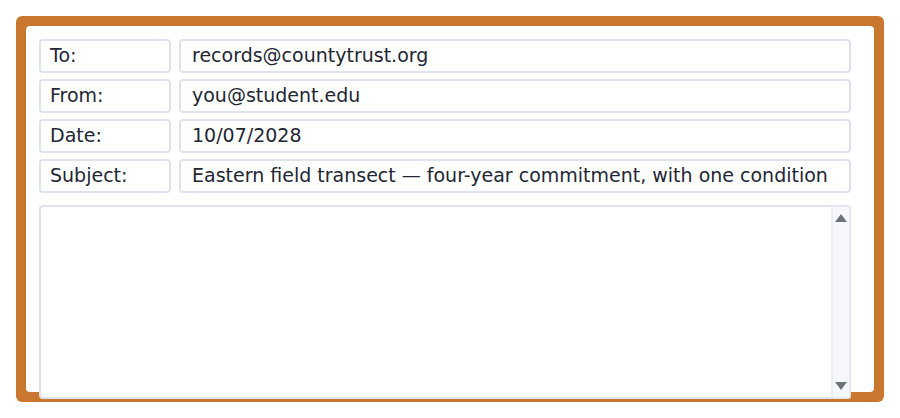 To: records@countytrust.org
From: you@student.edu
Date: 10/07/2028
Subject: Eastern field transect — four-year commitment, with one condition